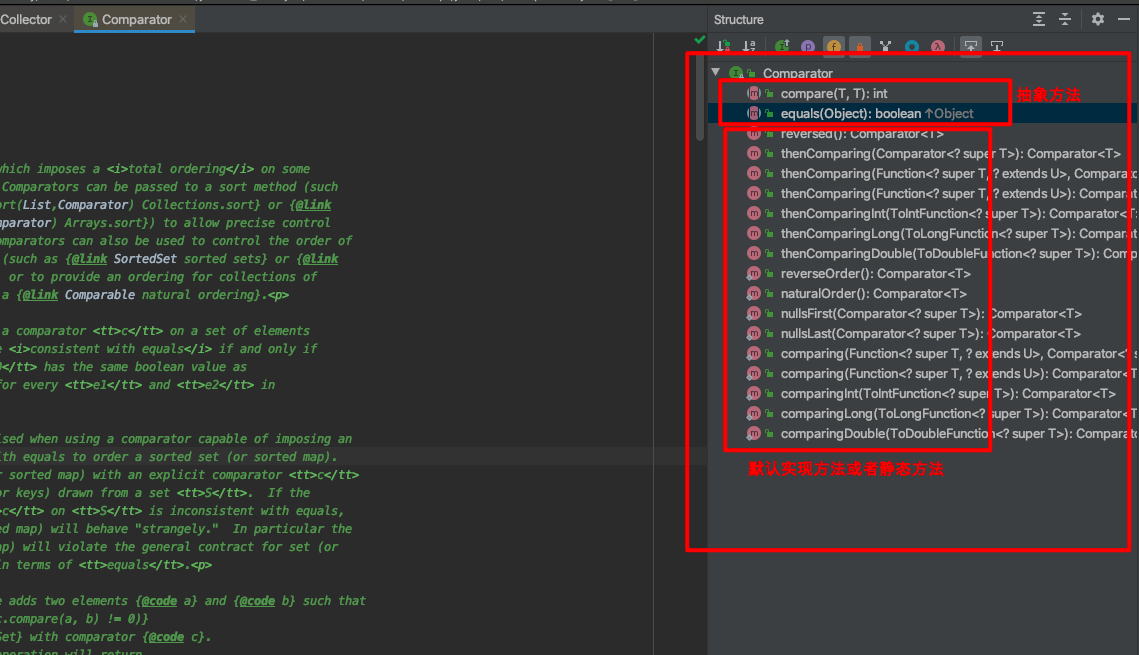 Collector
Comparator
Structure
which imposes a <i>total ordering</i> on some
Comparators can be passed to a sort method (such
ort(List,Comparator) Collections.sort} or {@link
mparator) Arrays.sort}) to allow precise control
omparators can also be used to control the order of
(such as {@link SortedSet sorted sets} or {@link
or to provide an ordering for collections of
a {@link Comparable natural ordering}.<p>
a comparator <tt>c</tt> on a set of elements
e <i>consistent with equals</i> if and only if
</tt> has the same boolean value as
for every <tt>e1</tt> and <tt>e2</tt> in
ised when using a comparator capable of imposing an
ith equals to order a sorted set (or sorted map).
r sorted map) with an explicit comparator <tt>c</tt>
or keys) drawn from a set <tt>S</tt>.  If the
c</tt> on <tt>S</tt> is inconsistent with equals,
ed map) will behave "strangely."  In particular the
ap) will violate the general contract for set (or
in terms of <tt>equals</tt>.<p>
e adds two elements {@code a} and {@code b} such that
c.compare(a, b) != 0)}
Set} with comparator {@code c}.
operation will return
Comparator
compare(T, T): int
抽象方法
equals(Object): boolean ↑Object
reversed(): Comparator<T>
thenComparing(Comparator<? super T>): Comparator<T>
thenComparing(Function<? super T, ? extends U>, Comparato
thenComparing(Function<? super T, ? extends U>): Comparat
thenComparingInt(ToIntFunction<? super T>): Comparator<T
thenComparingLong(ToLongFunction<? super T>): Comparato
thenComparingDouble(ToDoubleFunction<? super T>): Comp
reverseOrder(): Comparator<T>
naturalOrder(): Comparator<T>
nullsFirst(Comparator<? super T>): Comparator<T>
nullsLast(Comparator<? super T>): Comparator<T>
comparing(Function<? super T, ? extends U>, Comparator<?
comparing(Function<? super T, ? extends U>): Comparator<T
comparingInt(ToIntFunction<? super T>): Comparator<T>
comparingLong(ToLongFunction<? super T>): Comparator<T
comparingDouble(ToDoubleFunction<? super T>): Comparato
默认实现方法或者静态方法